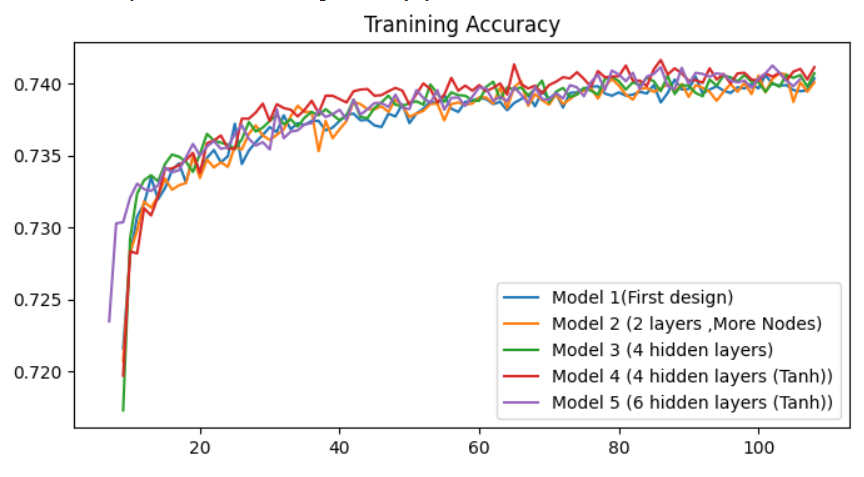 Tranining Accuracy
0.740
0.735
0.730
0.725
0.720
20 40 60 80 100
Model 1(First design)
Model 2 (2 layers ,More Nodes)
Model 3 (4 hidden layers)
Model 4 (4 hidden layers (Tanh))
Model 5 (6 hidden layers (Tanh))